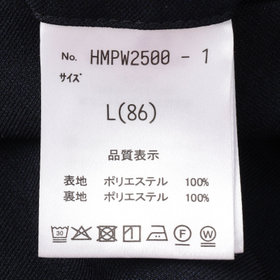 No. HMPW2500 - 1
サイズ
L(86)
品質表示
表地 ポリエステル 100%
裏地 ポリエステル 100%
30 F W